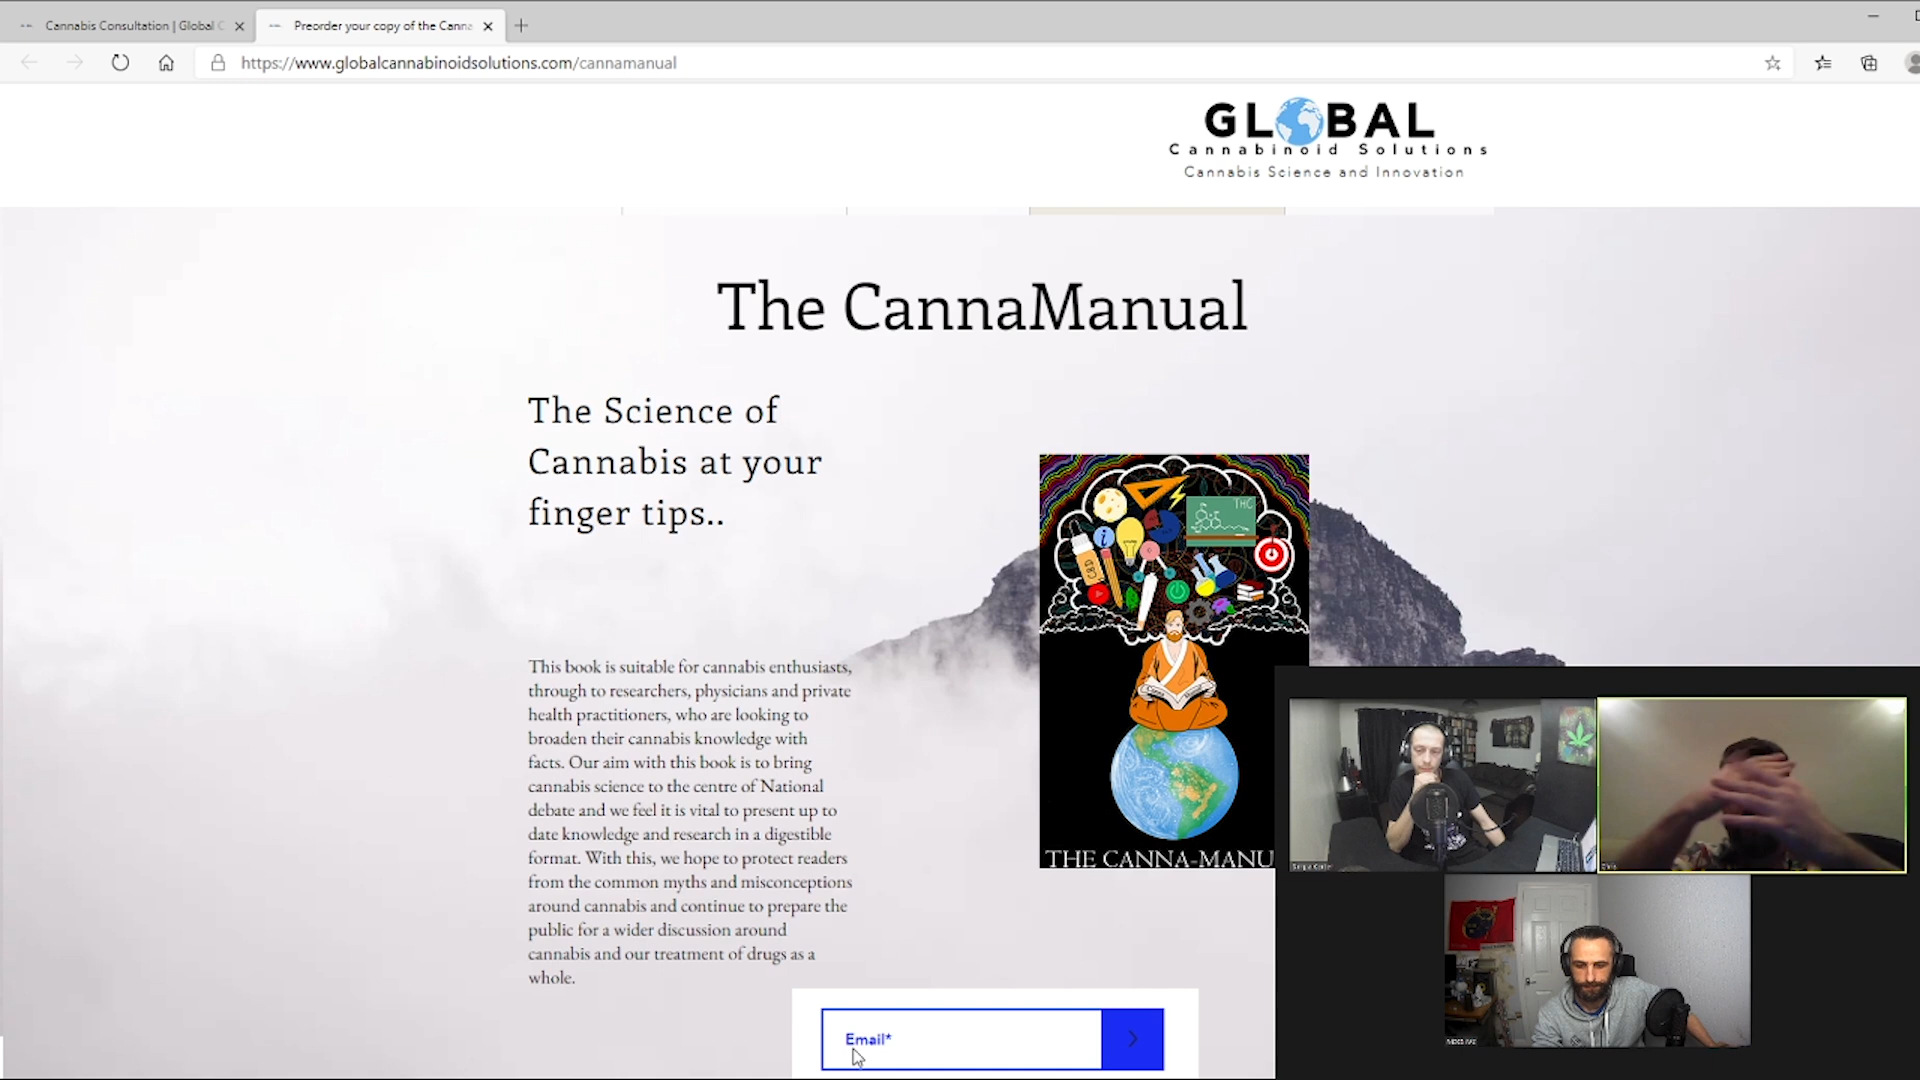 Cannabis Consultation | Global C
Preorder your copy of the Canna
https://www.globalcannabinoidsolutions.com/cannamanual
GLOBAL
Cannabinoid Solutions
Cannabis Science and Innovation
The CannaManual
The Science of
Cannabis at your
finger tips..
This book is suitable for cannabis enthusiasts,
through to researchers, physicians and private
health practitioners, who are looking to
broaden their cannabis knowledge with
facts. Our aim with this book is to bring
cannabis science to the centre of National
debate and we feel it is vital to present up to
date knowledge and research in a digestible
format. With this, we hope to protect readers
from the common myths and misconceptions
around cannabis and continue to prepare the
public for a wider discussion around
cannabis and our treatment of drugs as a
whole.
THC
CBD
i
THE CANNA-MANU
Chris
Email*